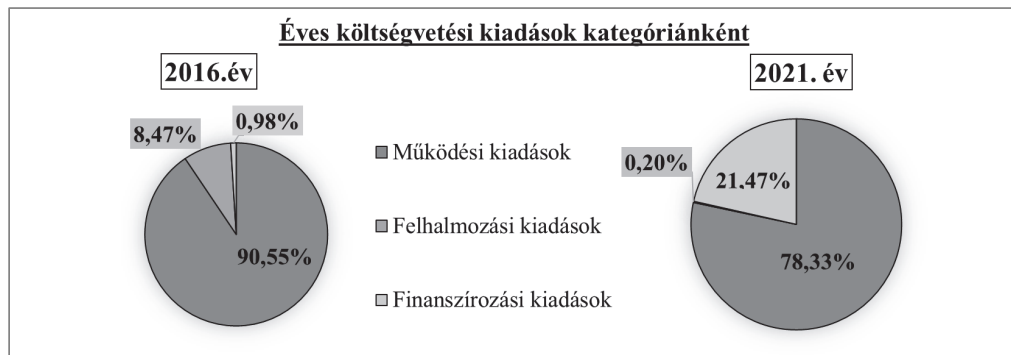 Éves költségvetési kiadások kategóriánként
2016.év
2021. év
8,47%
0,98%
90,55%
Működési kiadások
Felhalmozási kiadások
Finanszírozási kiadások
0,20%
21,47%
78,33%